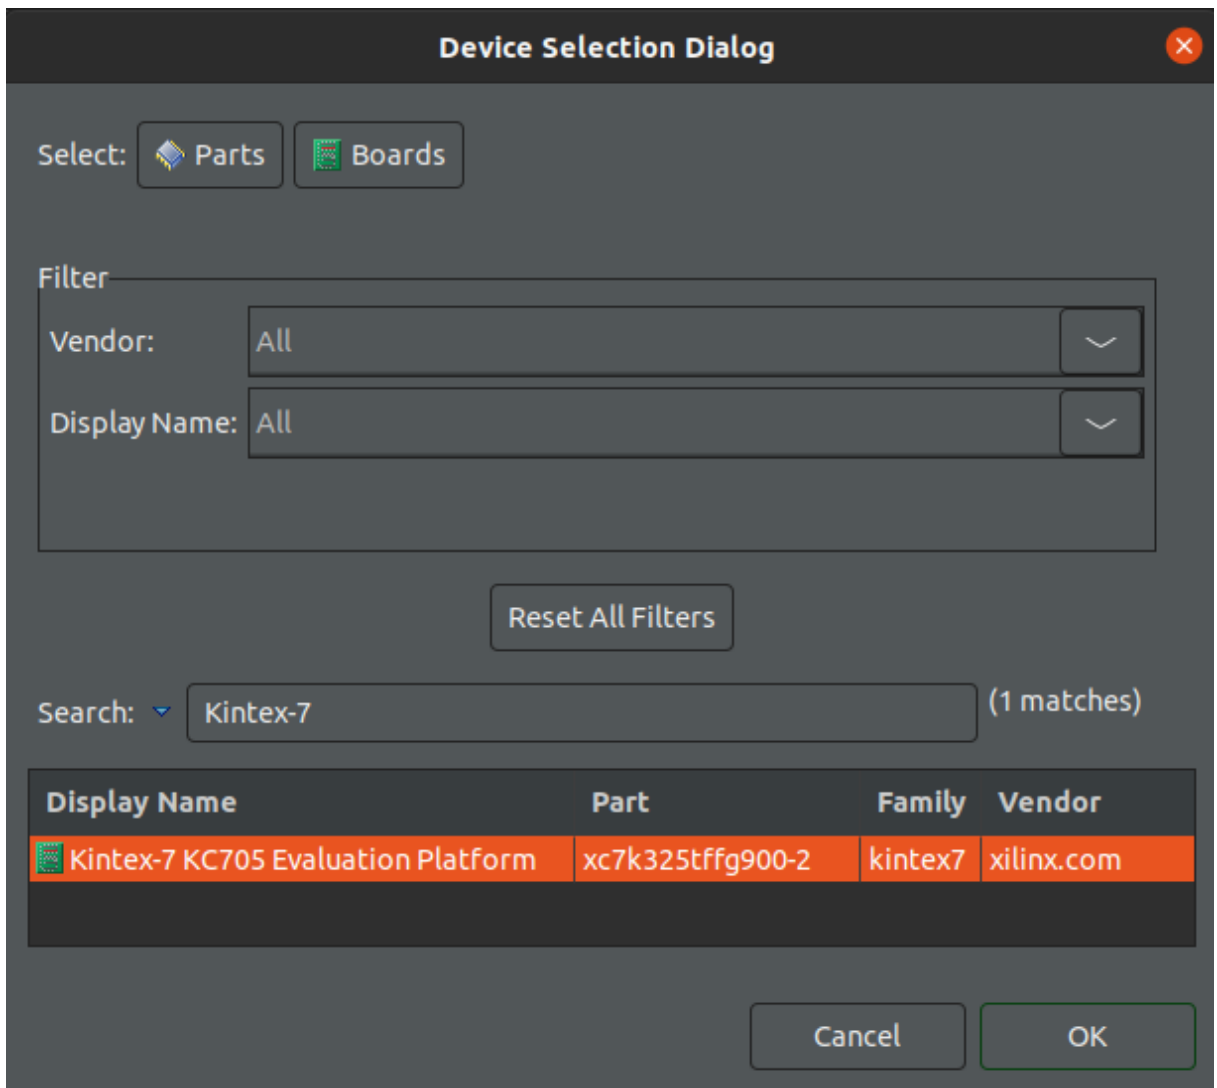 Device Selection Dialog
Select: Parts Boards
Filter
Vendor: All
Display Name: All
Reset All Filters
Search: Kintex-7 (1 matches)
Display Name Part Family Vendor
Kintex-7 KC705 Evaluation Platform xc7k325tffg900-2 kintex7 xilinx.com
Cancel OK